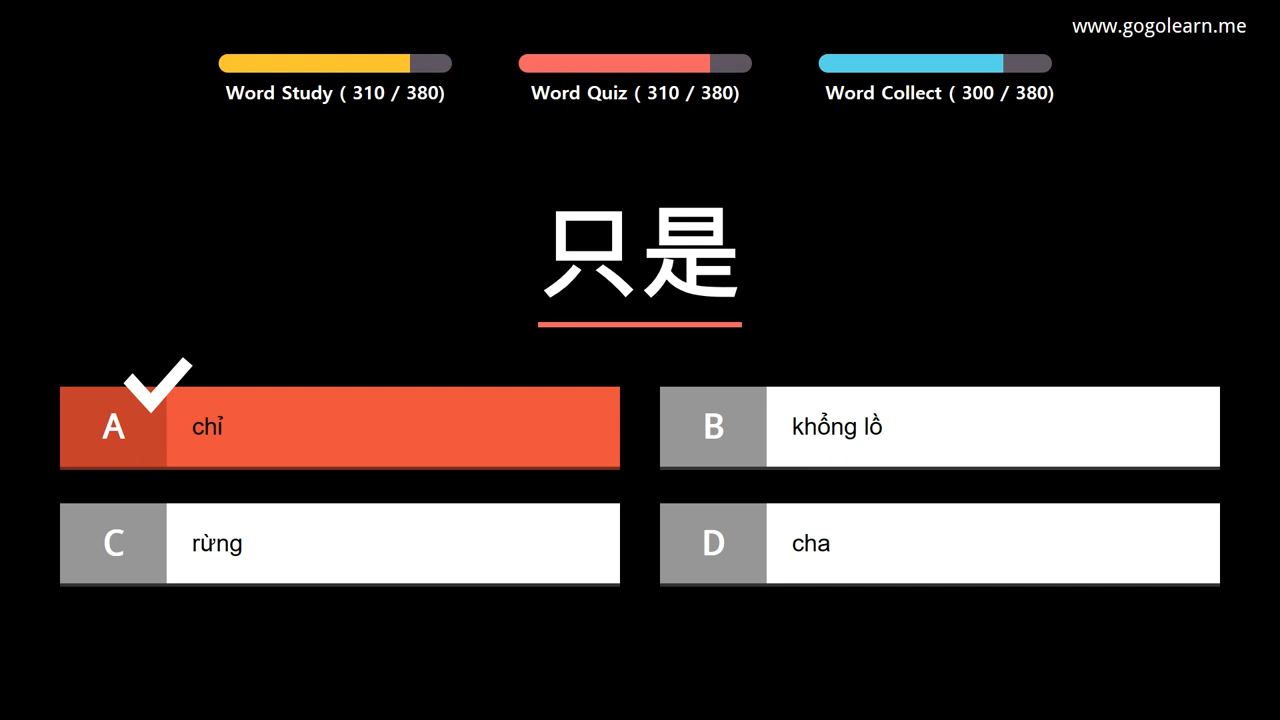 www.gogolearn.me
Word Study ( 310 / 380)
Word Quiz ( 310 / 380)
Word Collect ( 300 / 380)
只是
A chỉ
B khổng lồ
C rừng
D cha